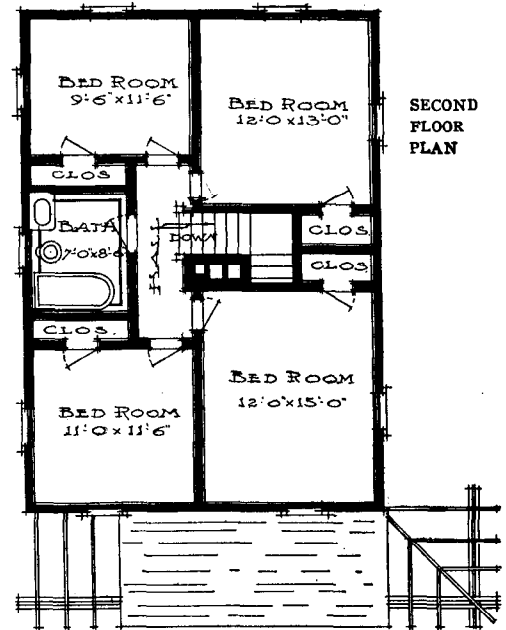 BED ROOM
9'-6"x11'-6"
BED ROOM
12'-0 x13'-0"
SECOND
FLOOR
PLAN
CLOS
BATH
7'-0"x8'-6
HALL
DOWN
CLOS.
CLOS.
CLOS.
BED ROOM
12'-0"x15'-0"
BED ROOM
11'-0 x 11'-6"